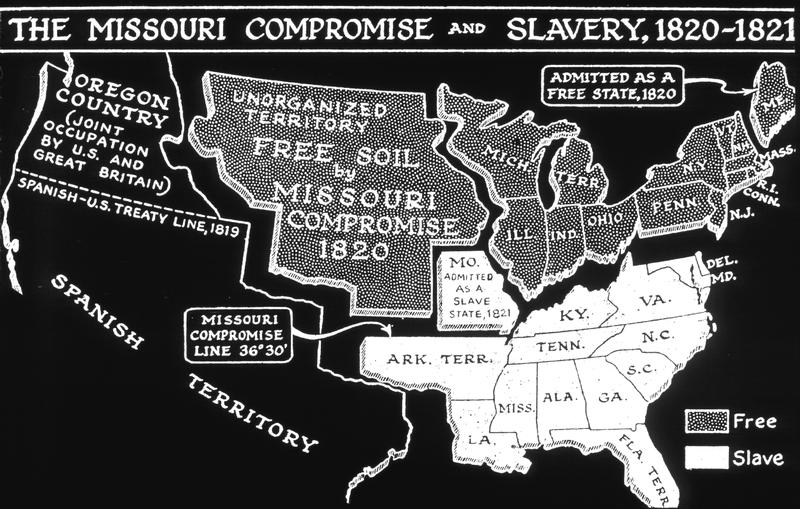 THE MISSOURI COMPROMISE AND SLAVERY, 1820-1821
OREGON
COUNTRY
(JOINT
OCCUPATION
BY U.S. AND
GREAT BRITAIN)
SPANISH-U.S. TREATY LINE, 1819
UNORGANIZED
TERRITORY
FREE SOIL
by
MISSOURI
COMPROMISE
1820
ADMITTED AS A
FREE STATE, 1820
ME.
VT.
N.H.
MASS.
R.I.
CONN.
N.Y.
MICH.
TERR.
PENN.
N.J.
ILL.
IND.
OHIO
MO.
ADMITTED
AS A
SLAVE
STATE, 1821
DEL.
MD.
VA.
KY.
MISSOURI
COMPROMISE
LINE 36°30'
SPANISH
TERRITORY
ARK. TERR.
TENN.
N.C.
S.C.
MISS.
ALA.
GA.
LA.
FLA. TERR.
Free
Slave